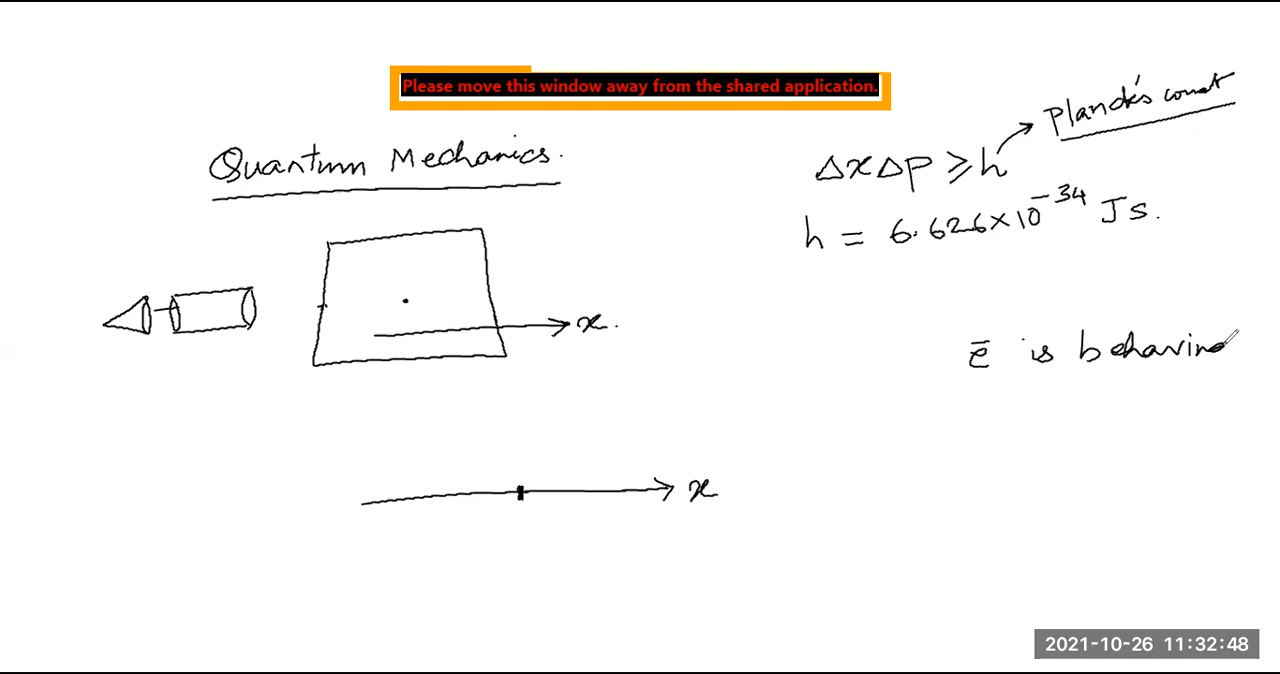 Please move this window away from the shared application.
Planck's const
Quantum Mechanics.
ΔxΔp ≥ h
h = 6.626×10⁻³⁴ Js.
x.
e̅ is behaving
x
2021-10-26 11:32:48